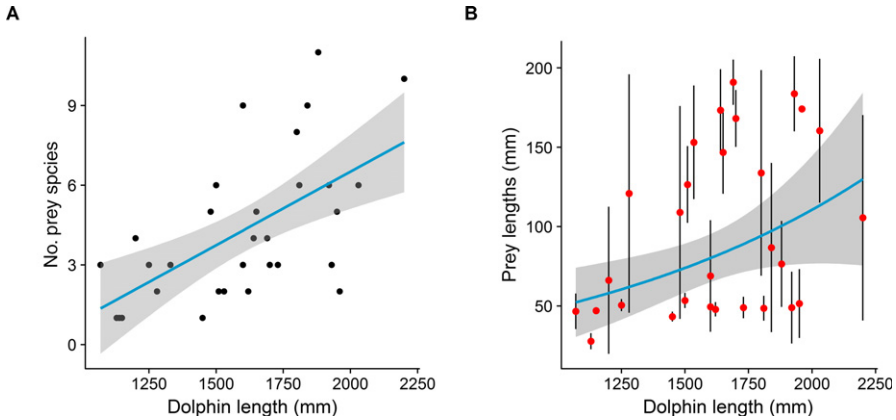 A
No. prey spcies
9
6
3
0
1250 1500 1750 2000 2250
Dolphin length (mm)
B
Prey lengths (mm)
200
150
100
50
1250 1500 1750 2000 2250
Dolphin length (mm)